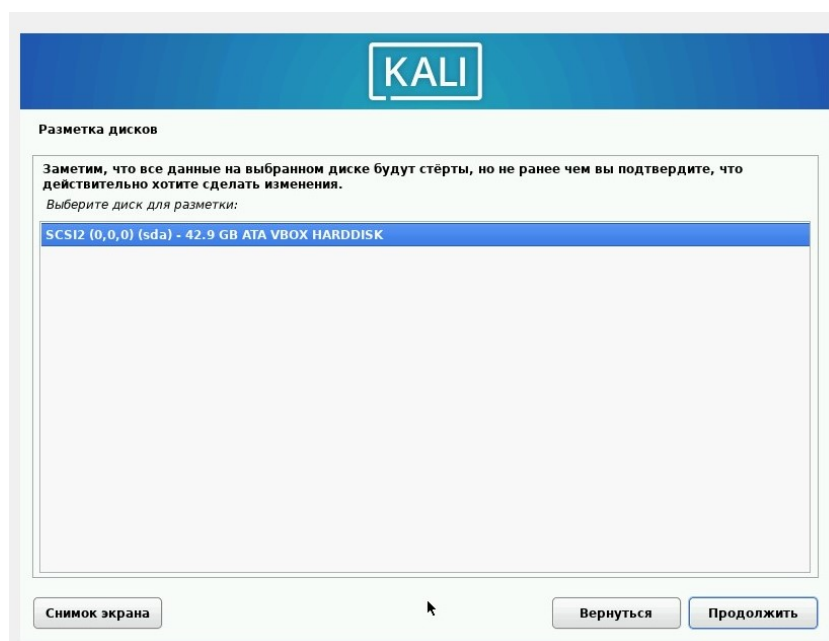 KALI
Разметка дисков
Заметим, что все данные на выбранном диске будут стёрты, но не ранее чем вы подтвердите, что
действительно хотите сделать изменения.
Выберите диск для разметки:
SCSI2 (0,0,0) (sda) - 42.9 GB ATA VBOX HARDDISK
Снимок экрана
Вернуться
Продолжить